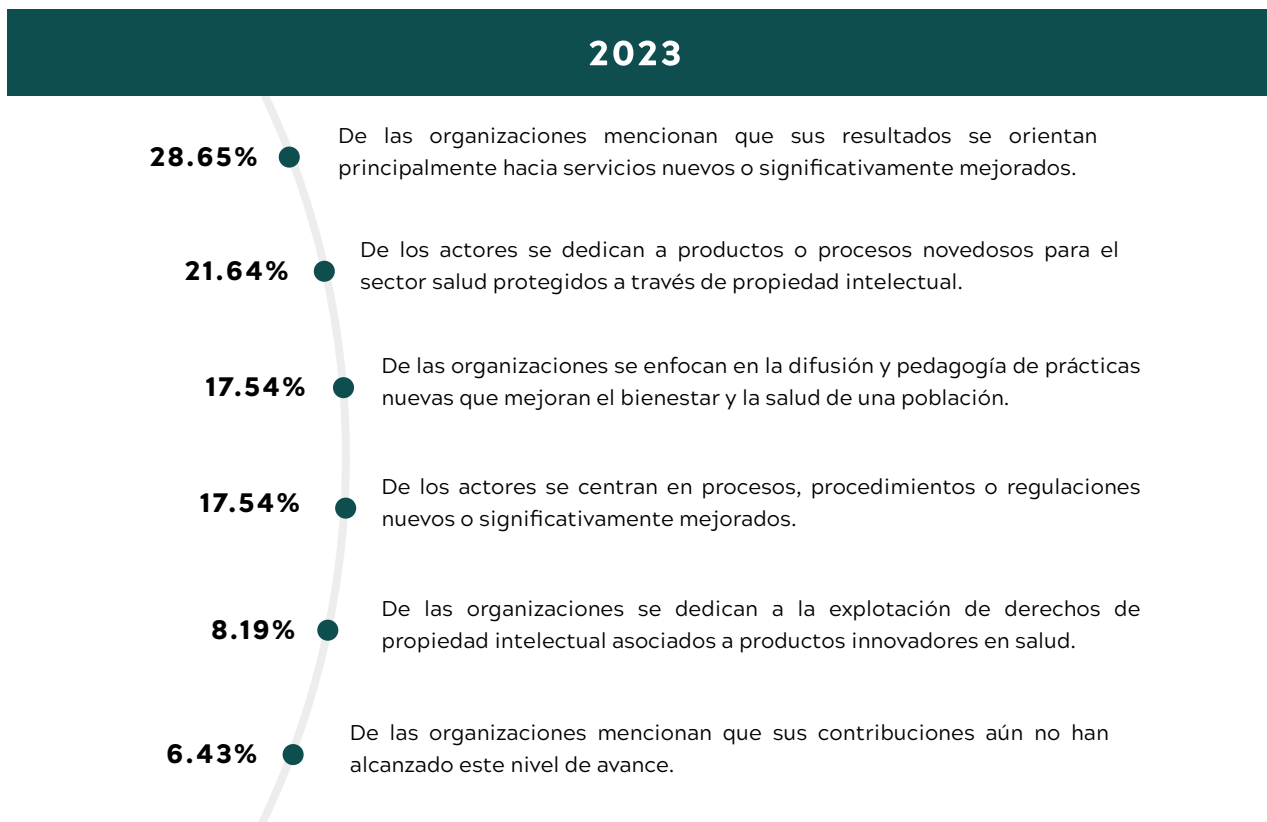 2023
28.65%
De las organizaciones mencionan que sus resultados se orientan
principalmente hacia servicios nuevos o significativamente mejorados.
21.64%
De los actores se dedican a productos o procesos novedosos para el
sector salud protegidos a través de propiedad intelectual.
17.54%
De las organizaciones se enfocan en la difusión y pedagogía de prácticas
nuevas que mejoran el bienestar y la salud de una población.
17.54%
De los actores se centran en procesos, procedimientos o regulaciones
nuevos o significativamente mejorados.
8.19%
De las organizaciones se dedican a la explotación de derechos de
propiedad intelectual asociados a productos innovadores en salud.
6.43%
De las organizaciones mencionan que sus contribuciones aún no han
alcanzado este nivel de avance.